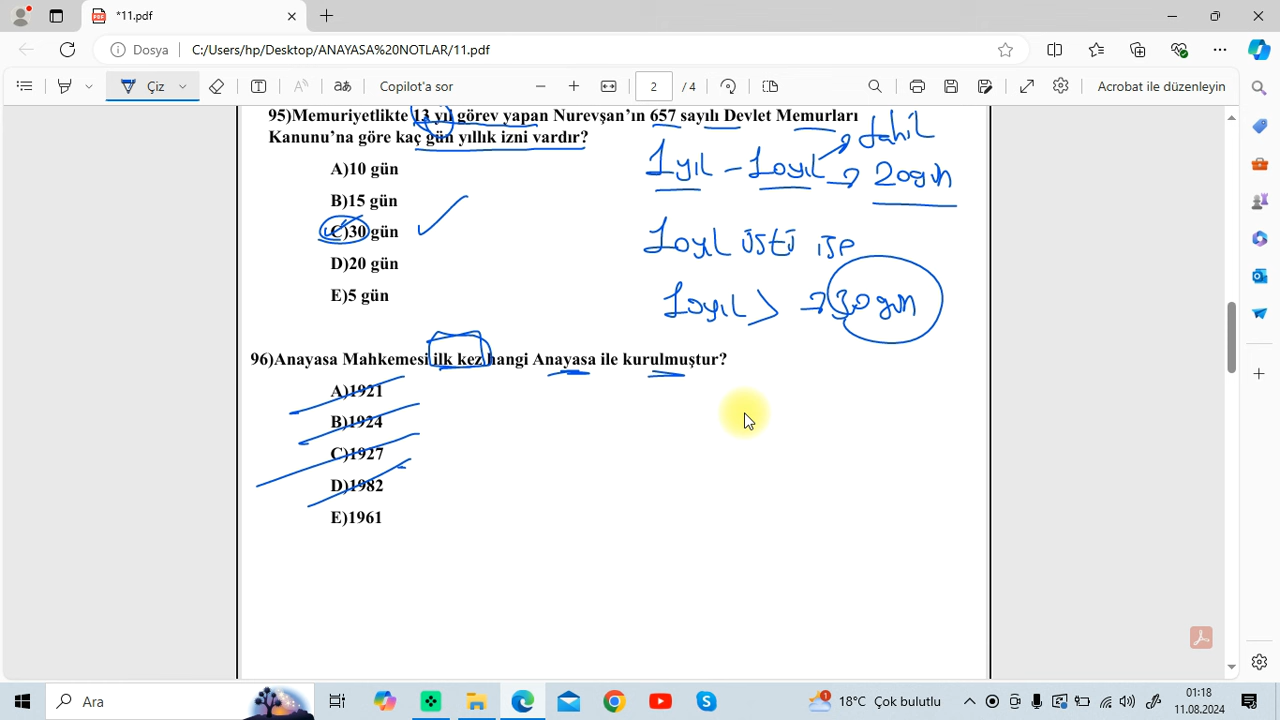 *11.pdf
Dosya
C:/Users/hp/Desktop/ANAYASA%20NOTLAR/11.pdf
Çiz
Copilot'a sor
2 / 4
Acrobat ile düzenleyin
95)Memuriyetlikte 13 yıl görev yapan Nurevşan’ın 657 sayılı Devlet Memurları
Kanunu’na göre kaç gün yıllık izni vardır?
A)10 gün
B)15 gün
C)30 gün
D)20 gün
E)5 gün
dahil
1 yıl – 10 yıl → 20 gün
10 yıl üstü ise
10 yıl > → 30 gün
96)Anayasa Mahkemesi ilk kez hangi Anayasa ile kurulmuştur?
A)1921
B)1924
C)1927
D)1982
E)1961
Ara
18°C Çok bulutlu
01:18
11.08.2024